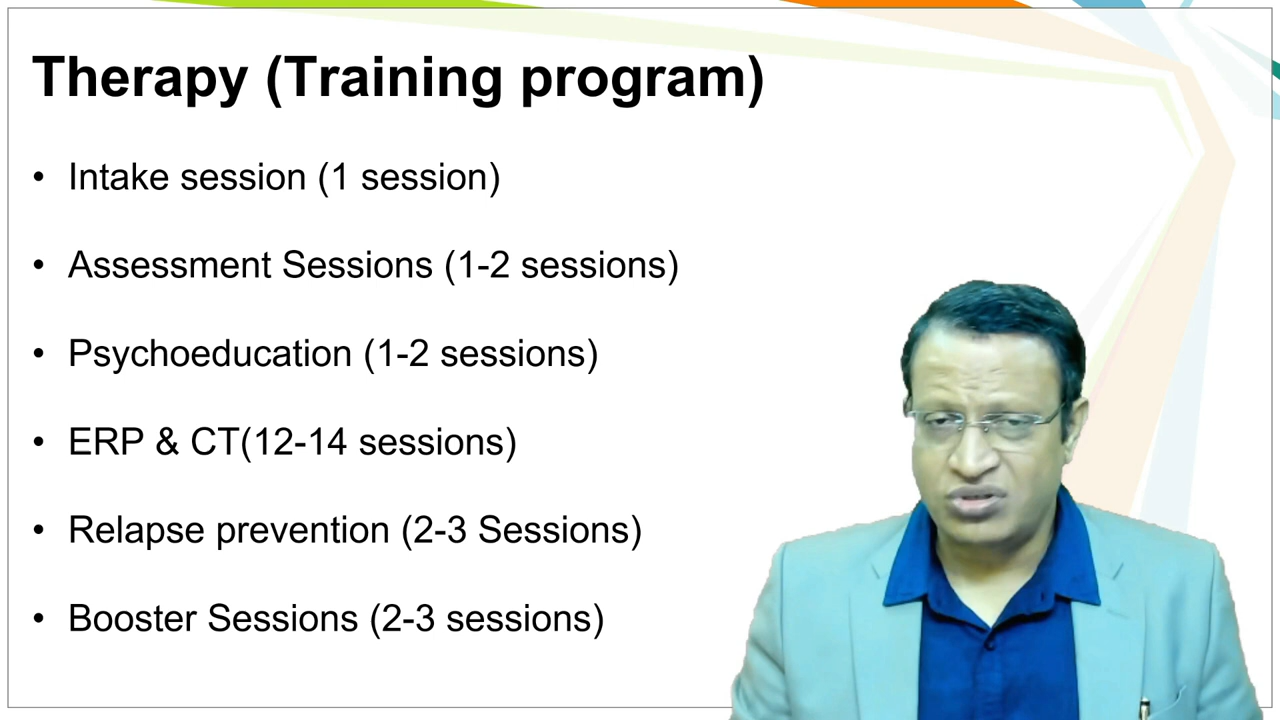 Therapy (Training program)
• Intake session (1 session)
• Assessment Sessions (1-2 sessions)
• Psychoeducation (1-2 sessions)
• ERP & CT(12-14 sessions)
• Relapse prevention (2-3 Sessions)
• Booster Sessions (2-3 sessions)